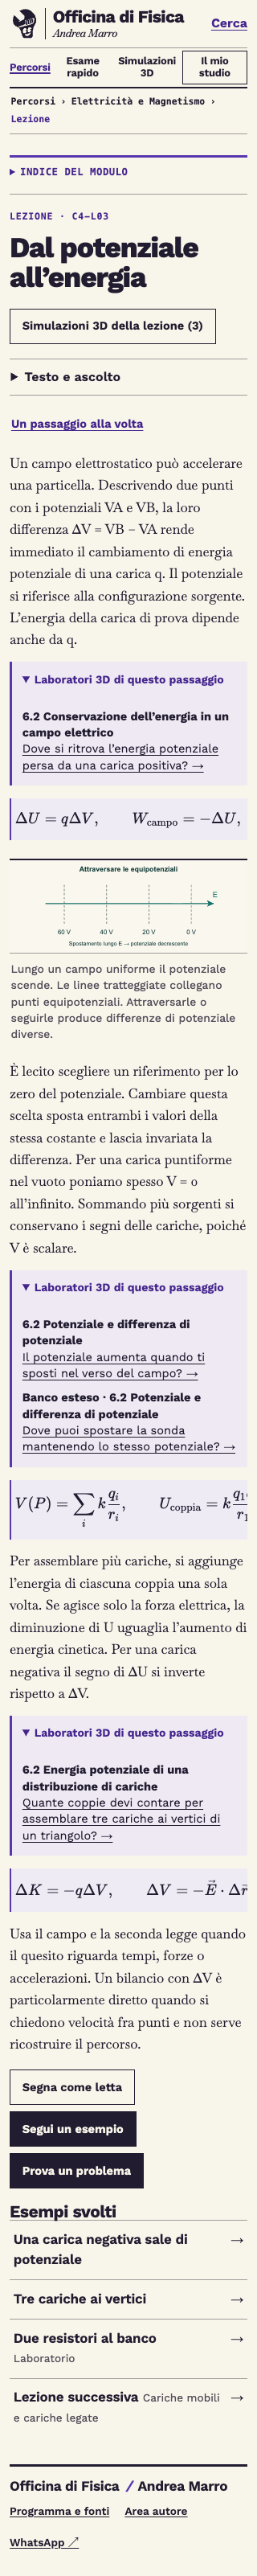 Officina di Fisica
Andrea Marro
Cerca
Percorsi
Esame
rapido
Simulazioni
3D
Il mio
studio
Percorsi › Elettricità e Magnetismo ›
Lezione
▶ INDICE DEL MODULO
LEZIONE · C4—L03
Dal potenziale
all’energia
Simulazioni 3D della lezione (3)
▶ Testo e ascolto
Un passaggio alla volta
Un campo elettrostatico può accelerare
una particella. Descrivendo due punti
con i potenziali VA e VB, la loro
differenza ΔV = VB − VA rende
immediato il cambiamento di energia
potenziale di una carica q. Il potenziale
si riferisce alla configurazione sorgente.
L’energia della carica di prova dipende
anche da q.
▼ Laboratori 3D di questo passaggio
6.2 Conservazione dell’energia in un
campo elettrico
Dove si ritrova l’energia potenziale
persa da una carica positiva? →
ΔU = qΔV, W_campo = −ΔU,
Attraversare le equipotenziali
E
60 V 40 V 20 V 0 V
Spostamento lungo E → potenziale decrescente
Lungo un campo uniforme il potenziale
scende. Le linee tratteggiate collegano
punti equipotenziali. Attraversarle o
seguirle produce differenze di potenziale
diverse.
È lecito scegliere un riferimento per lo
zero del potenziale. Cambiare questa
scelta sposta entrambi i valori della
stessa costante e lascia invariata la
differenza. Per una carica puntiforme
nel vuoto poniamo spesso V = 0
all’infinito. Sommando più sorgenti si
conservano i segni delle cariche, poiché
V è scalare.
▼ Laboratori 3D di questo passaggio
6.2 Potenziale e differenza di
potenziale
Il potenziale aumenta quando ti
sposti nel verso del campo? →
Banco esteso · 6.2 Potenziale e
differenza di potenziale
Dove puoi spostare la sonda
mantenendo lo stesso potenziale? →
V(P) = ∑_i k q_i/r_i, U_coppia = k
Per assemblare più cariche, si aggiunge
l’energia di ciascuna coppia una sola
volta. Se agisce solo la forza elettrica, la
diminuzione di U uguaglia l’aumento di
energia cinetica. Per una carica
negativa il segno di ΔU si inverte
rispetto a ΔV.
▼ Laboratori 3D di questo passaggio
6.2 Energia potenziale di una
distribuzione di cariche
Quante coppie devi contare per
assemblare tre cariche ai vertici di
un triangolo? →
ΔK = −qΔV, ΔV = −E⃗ · Δr⃗
Usa il campo e la seconda legge quando
il quesito riguarda tempi, forze o
accelerazioni. Un bilancio con ΔV è
particolarmente diretto quando si
chiedono velocità fra punti e non serve
ricostruire il percorso.
Segna come letta
Segui un esempio
Prova un problema
Esempi svolti
Una carica negativa sale di
potenziale →
Tre cariche ai vertici →
Due resistori al banco →
Laboratorio
Lezione successiva Cariche mobili →
e cariche legate
Officina di Fisica / Andrea Marro
Programma e fonti Area autore
WhatsApp ↗